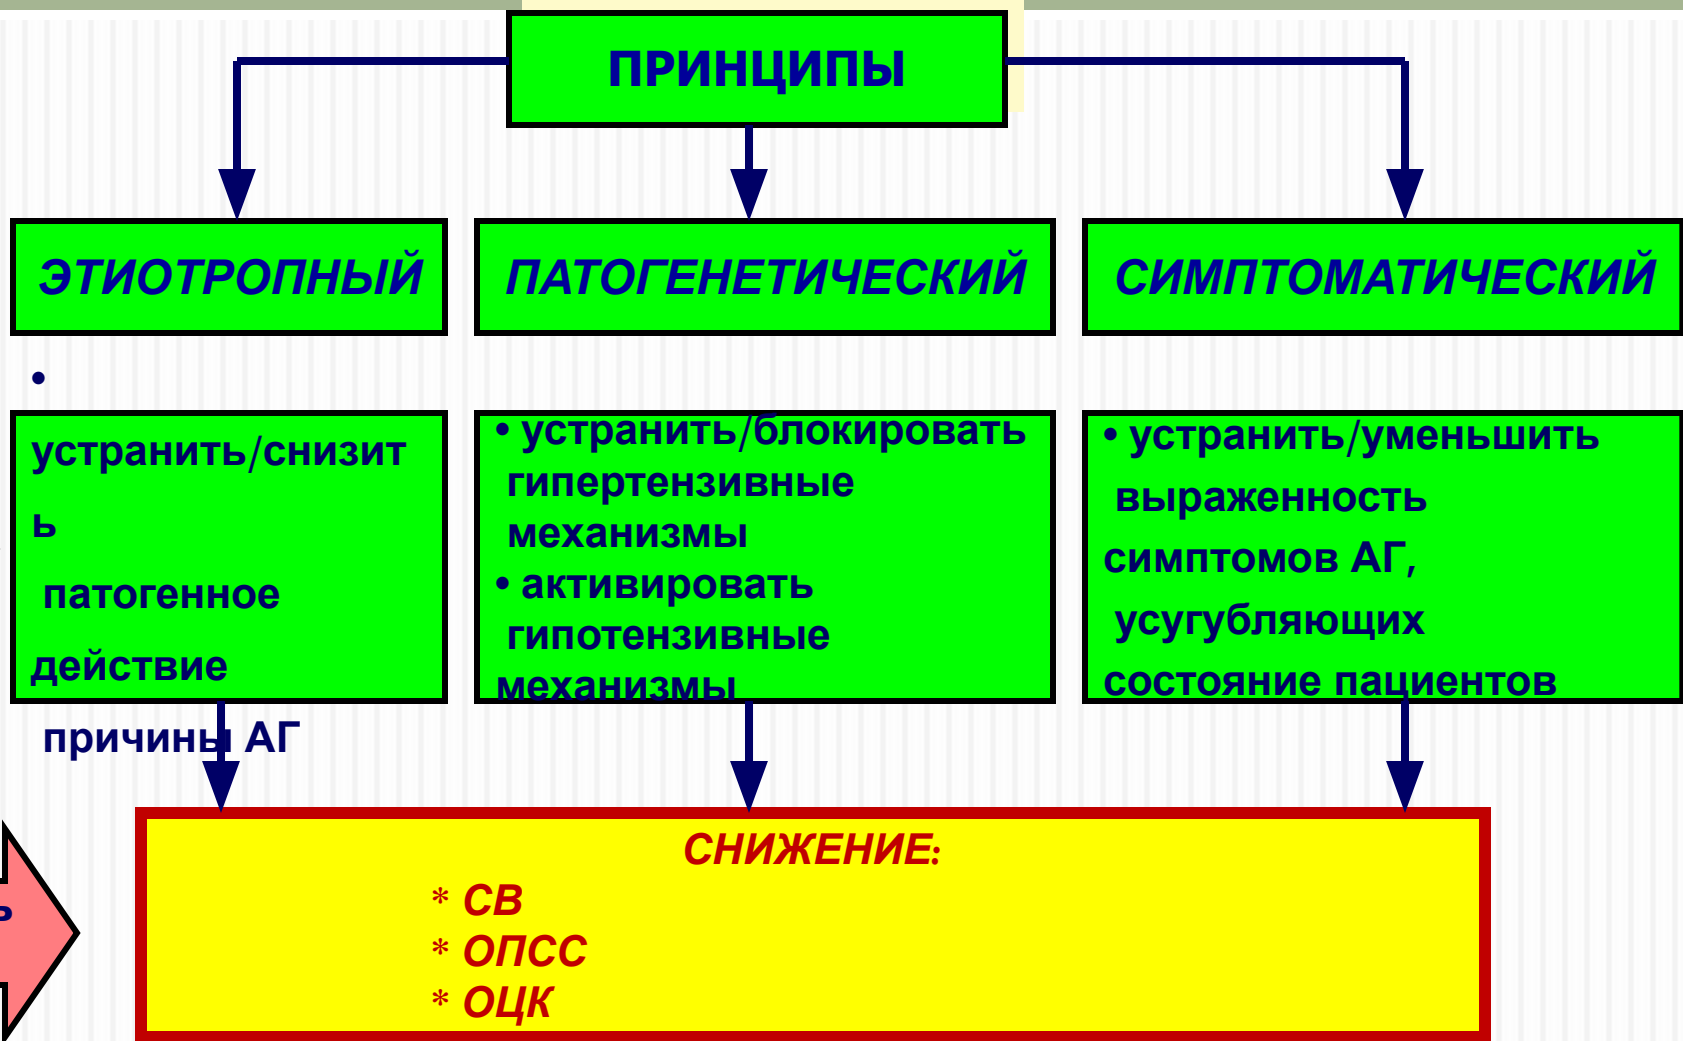 ПРИНЦИПЫ
ЭТИОТРОПНЫЙ
ПАТОГЕНЕТИЧЕСКИЙ
СИМПТОМАТИЧЕСКИЙ
•
устранить/снизит
ь
патогенное
действие
причины АГ
• устранить/блокировать
гипертензивные
механизмы
• активировать
гипотензивные
механизмы
• устранить/уменьшить
выраженность
симптомов АГ,
усугубляющих
состояние пациентов
СНИЖЕНИЕ:
* СВ
* ОПСС
* ОЦК